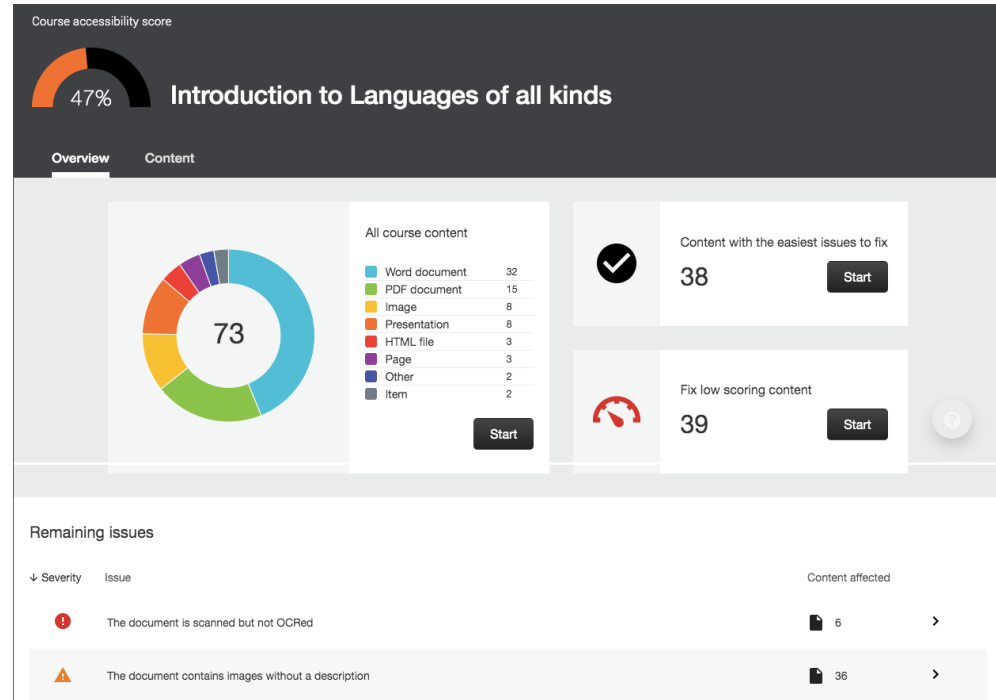 Course accessibility score
47%
Introduction to Languages of all kinds
Overview Content
73
All course content
Word document 32
PDF document 15
Image 8
Presentation 8
HTML file 3
Page 3
Other 2
Item 2
Start
Content with the easiest issues to fix
38
Start
Fix low scoring content
39
Start
?
Remaining issues
Severity Issue Content affected
The document is scanned but not OCRed 6
The document contains images without a description 36